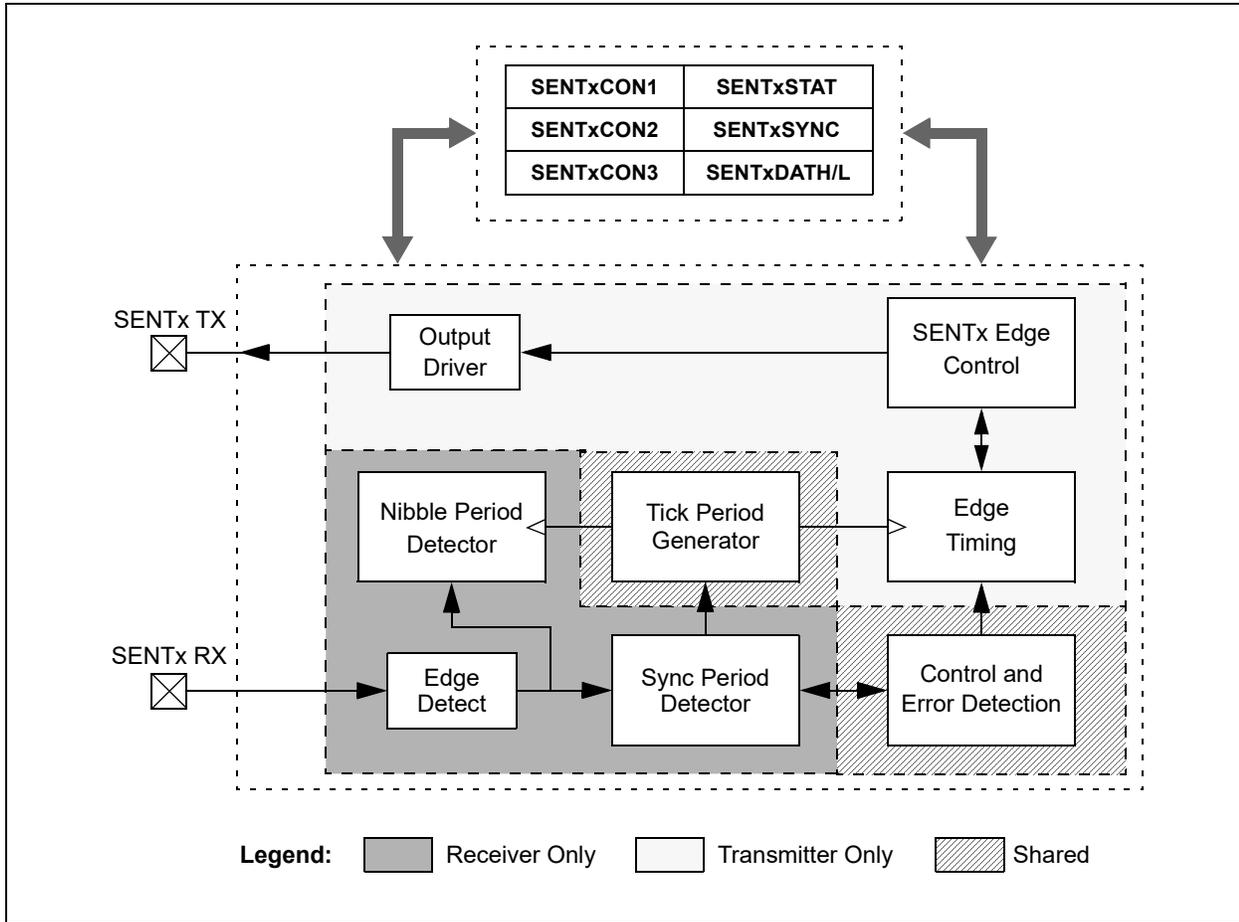 SENTxCON1 SENTxSTAT
SENTxCON2 SENTxSYNC
SENTxCON3 SENTxDATH/L
SENTx TX
Output
Driver
SENTx Edge
Control
Nibble Period
Detector
Tick Period
Generator
Edge
Timing
SENTx RX
Edge
Detect
Sync Period
Detector
Control and
Error Detection
Legend: Receiver Only Transmitter Only Shared